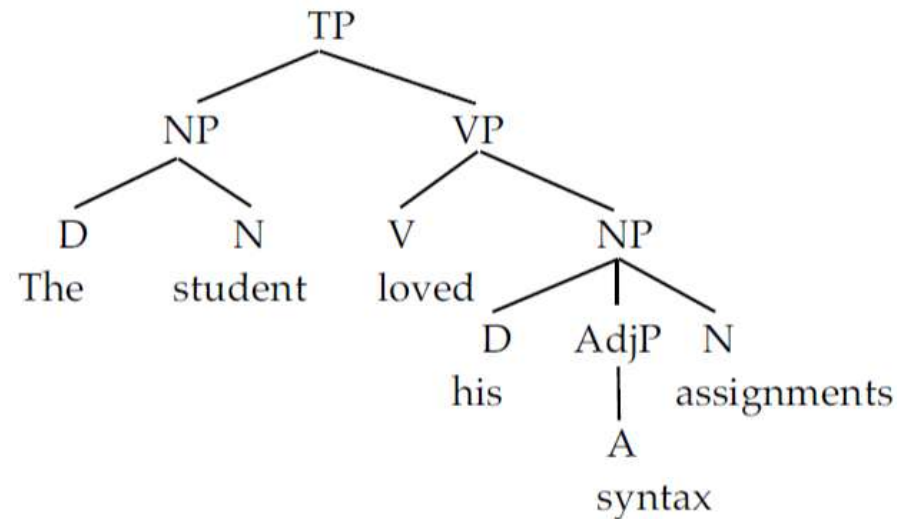 TP
NP VP
D N V NP
The student loved
D AdjP N
his assignments
A
syntax